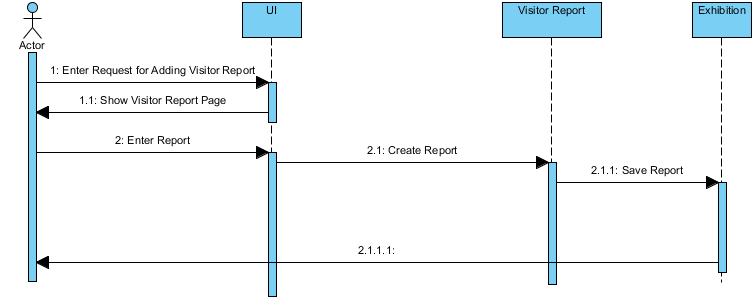 UI
Visitor Report
Exhibition
Actor
1: Enter Request for Adding Visitor Report
1.1: Show Visitor Report Page
2: Enter Report
2.1: Create Report
2.1.1: Save Report
2.1.1.1: